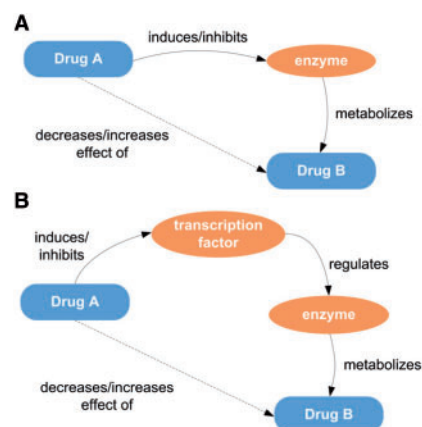 A
induces/inhibits
Drug A
enzyme
metabolizes
decreases/increases
effect of
Drug B
B
transcription
factor
induces/
inhibits
regulates
Drug A
enzyme
metabolizes
decreases/increases
effect of
Drug B